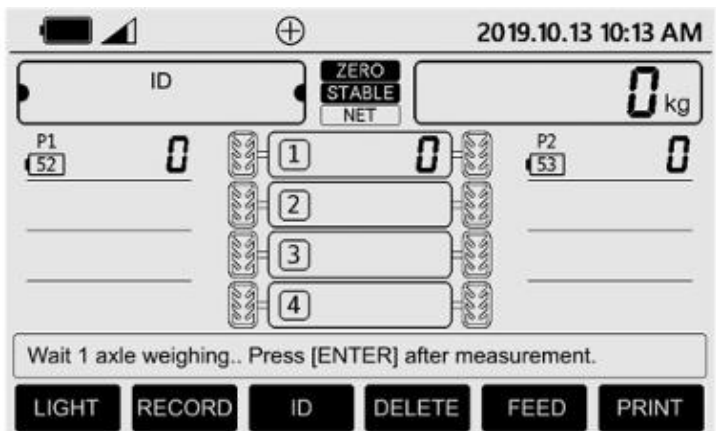 2019.10.13 10:13 AM
ID
ZERO
STABLE
NET
0 kg
P1
52
0
1
0
P2
53
0
2
3
4
Wait 1 axle weighing.. Press [ENTER] after measurement.
LIGHT RECORD ID DELETE FEED PRINT